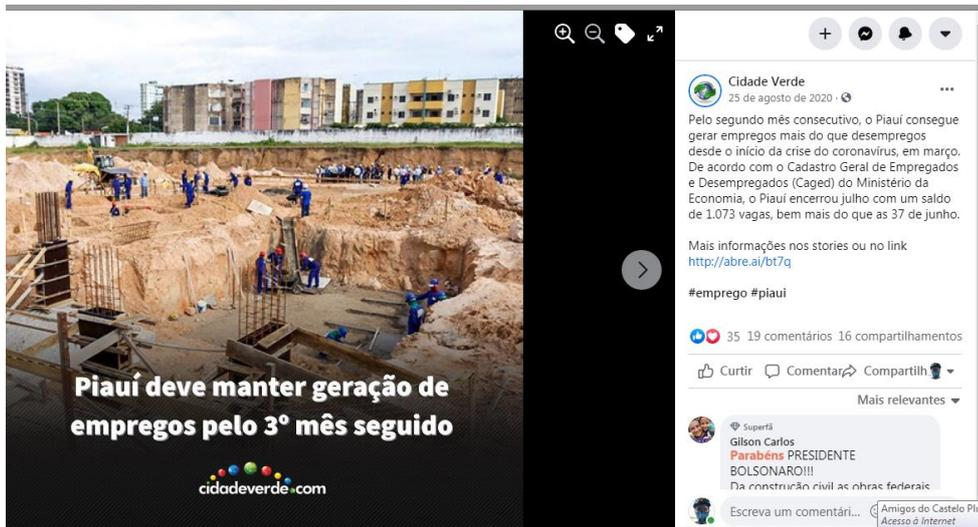 Piauí deve manter geração de
empregos pelo 3º mês seguido
cidadeverde.com
Cidade Verde
25 de agosto de 2020 ·
Pelo segundo mês consecutivo, o Piauí consegue
gerar empregos mais do que desempregos
desde o início da crise do coronavírus, em março.
De acordo com o Cadastro Geral de Empregados
e Desempregados (Caged) do Ministério da
Economia, o Piauí encerrou julho com um saldo
de 1.073 vagas, bem mais do que as 37 de junho.
Mais informações nos stories ou no link
http://abre.ai/bt7q
#emprego #piaui
35 19 comentários 16 compartilhamentos
Curtir Comentar Compartilh
Mais relevantes
Superfã
Gilson Carlos
Parabéns PRESIDENTE
BOLSONARO!!!
Da construção civil as obras federais
Escreva um comentári...
Amigos do Castelo Pl
Acesso à Internet